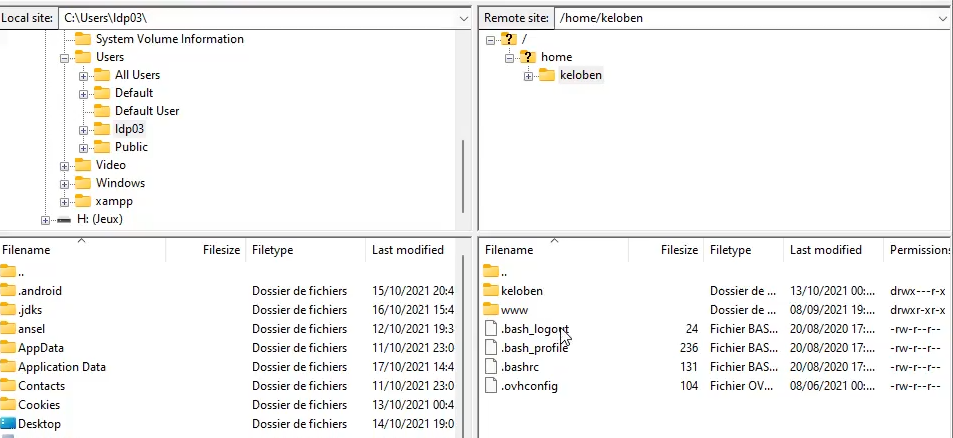 Local site: C:\Users\ldp03\
System Volume Information
Users
All Users
Default
Default User
ldp03
Public
Video
Windows
xampp
H: (Jeux)
Remote site: /home/keloben
/
home
keloben
Filename Filesize Filetype Last modified
..
.android Dossier de fichiers 15/10/2021 20:4
.jdks Dossier de fichiers 16/10/2021 15:4
ansel Dossier de fichiers 12/10/2021 19:3
AppData Dossier de fichiers 11/10/2021 23:0
Application Data Dossier de fichiers 17/10/2021 14:4
Contacts Dossier de fichiers 11/10/2021 23:0
Cookies Dossier de fichiers 13/10/2021 00:4
Desktop Dossier de fichiers 14/10/2021 19:0
Filename Filesize Filetype Last modified Permissions
..
keloben Dossier de ... 13/10/2021 00:... drwx---r-x
www Dossier de ... 08/09/2021 19:... drwxr-xr-x
.bash_logout 24 Fichier BAS... 20/08/2020 17:... -rw-r--r--
.bash_profile 236 Fichier BAS... 20/08/2020 17:... -rw-r--r--
.bashrc 131 Fichier BAS... 20/08/2020 17:... -rw-r--r--
.ovhconfig 104 Fichier OV... 08/06/2021 00:... -rw-r--r--